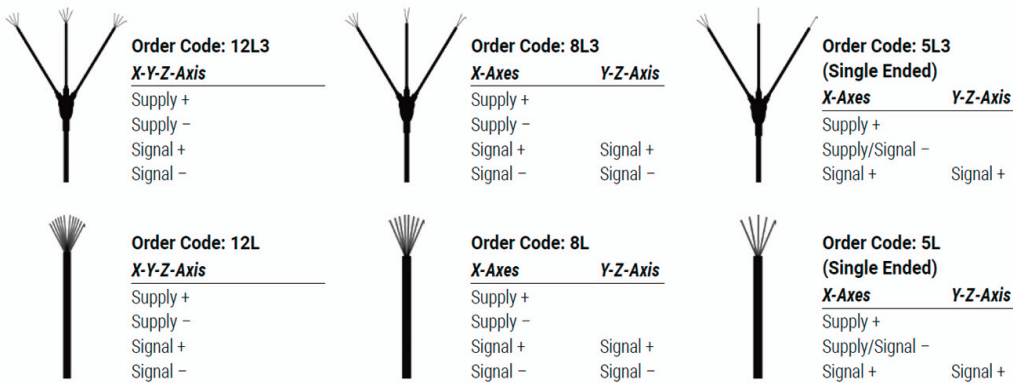 Order Code: 12L3
X-Y-Z-Axis
Supply +
Supply –
Signal +
Signal –
Order Code: 8L3
X-Axes Y-Z-Axis
Supply +
Supply –
Signal + Signal +
Signal – Signal –
Order Code: 5L3
(Single Ended)
X-Axes Y-Z-Axis
Supply +
Supply/Signal –
Signal + Signal +
Order Code: 12L
X-Y-Z-Axis
Supply +
Supply –
Signal +
Signal –
Order Code: 8L
X-Axes Y-Z-Axis
Supply +
Supply –
Signal + Signal +
Signal – Signal –
Order Code: 5L
(Single Ended)
X-Axes Y-Z-Axis
Supply +
Supply/Signal –
Signal + Signal +